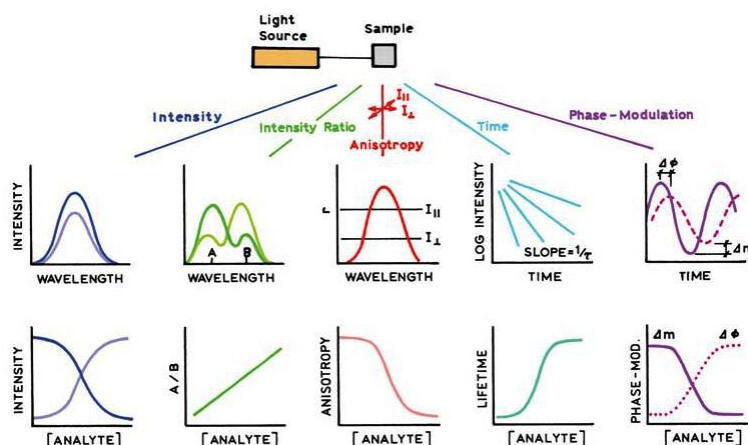 Light
Source
Sample
Intensity
Intensity Ratio
I||
I⊥
Anisotropy
Time
Phase-Modulation
INTENSITY
WAVELENGTH
A
B
WAVELENGTH
r
I||
I⊥
WAVELENGTH
LOG INTENSITY
SLOPE=1/τ
TIME
Δϕ
Δm
TIME
INTENSITY
[ANALYTE]
A/B
[ANALYTE]
ANISOTROPY
[ANALYTE]
LIFETIME
[ANALYTE]
PHASE-MOD.
Δm
Δϕ
[ANALYTE]